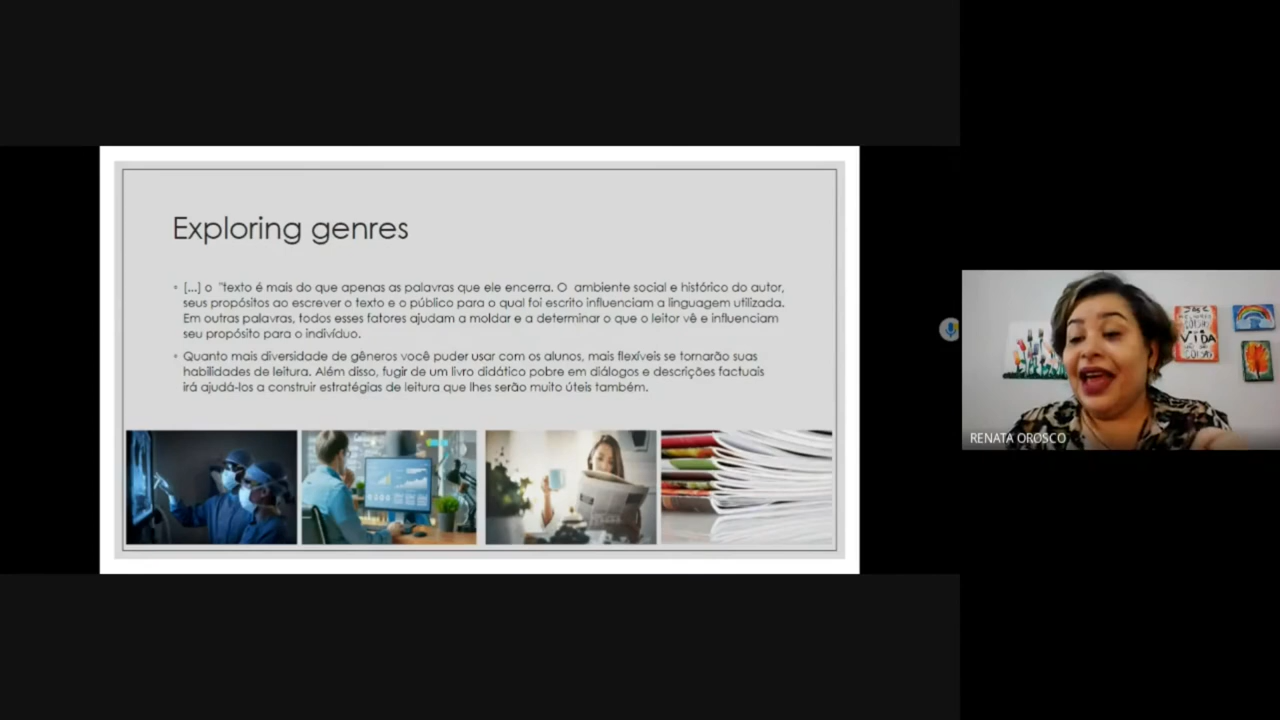 Exploring genres
[...] o "texto é mais do que apenas as palavras que ele encerra. O ambiente social e histórico do autor,
seus propósitos ao escrever o texto e o público para o qual foi escrito influenciam a linguagem utilizada.
Em outras palavras, todos esses fatores ajudam a moldar e a determinar o que o leitor vê e influenciam
seu propósito para o indivíduo.
Quanto mais diversidade de gêneros você puder usar com os alunos, mais flexíveis se tornarão suas
habilidades de leitura. Além disso, fugir de um livro didático pobre em diálogos e descrições factuais
irá ajudá-los a construir estratégias de leitura que lhes serão muito úteis também.
VIDA
RENATA OROSCO